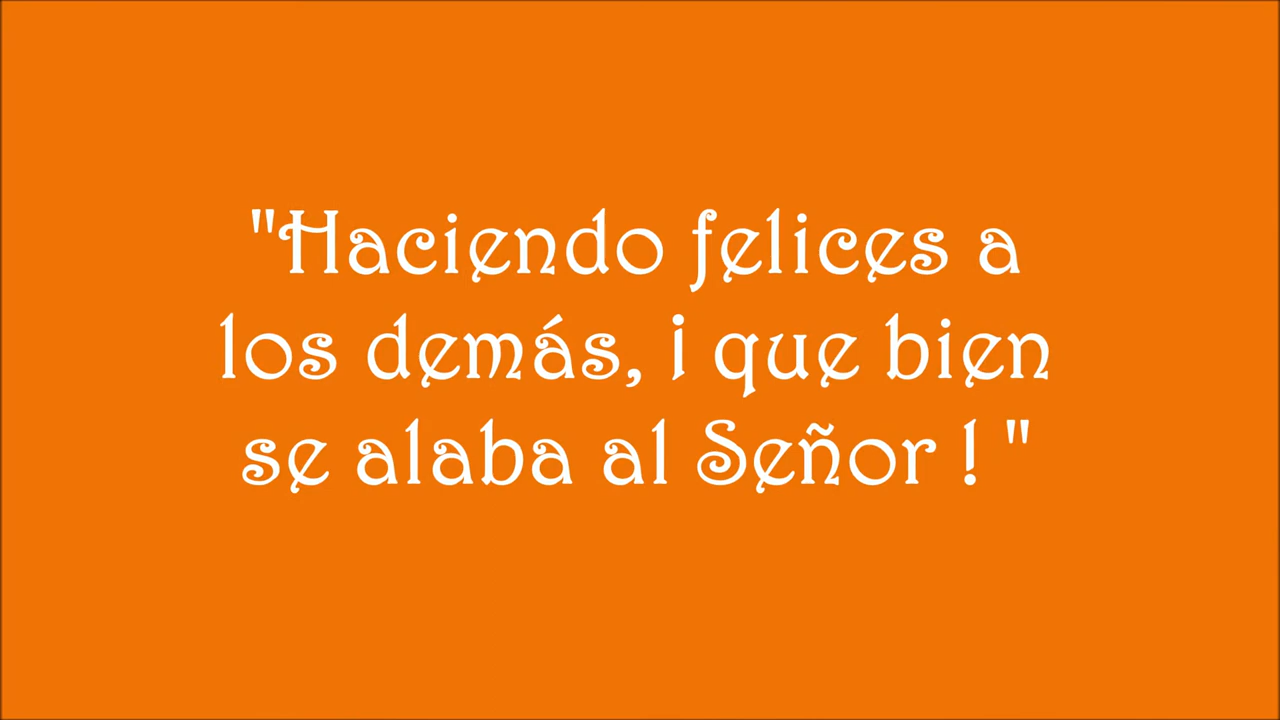 "Haciendo felices a
los demás, ¡ que bien
se alaba al Señor ! "